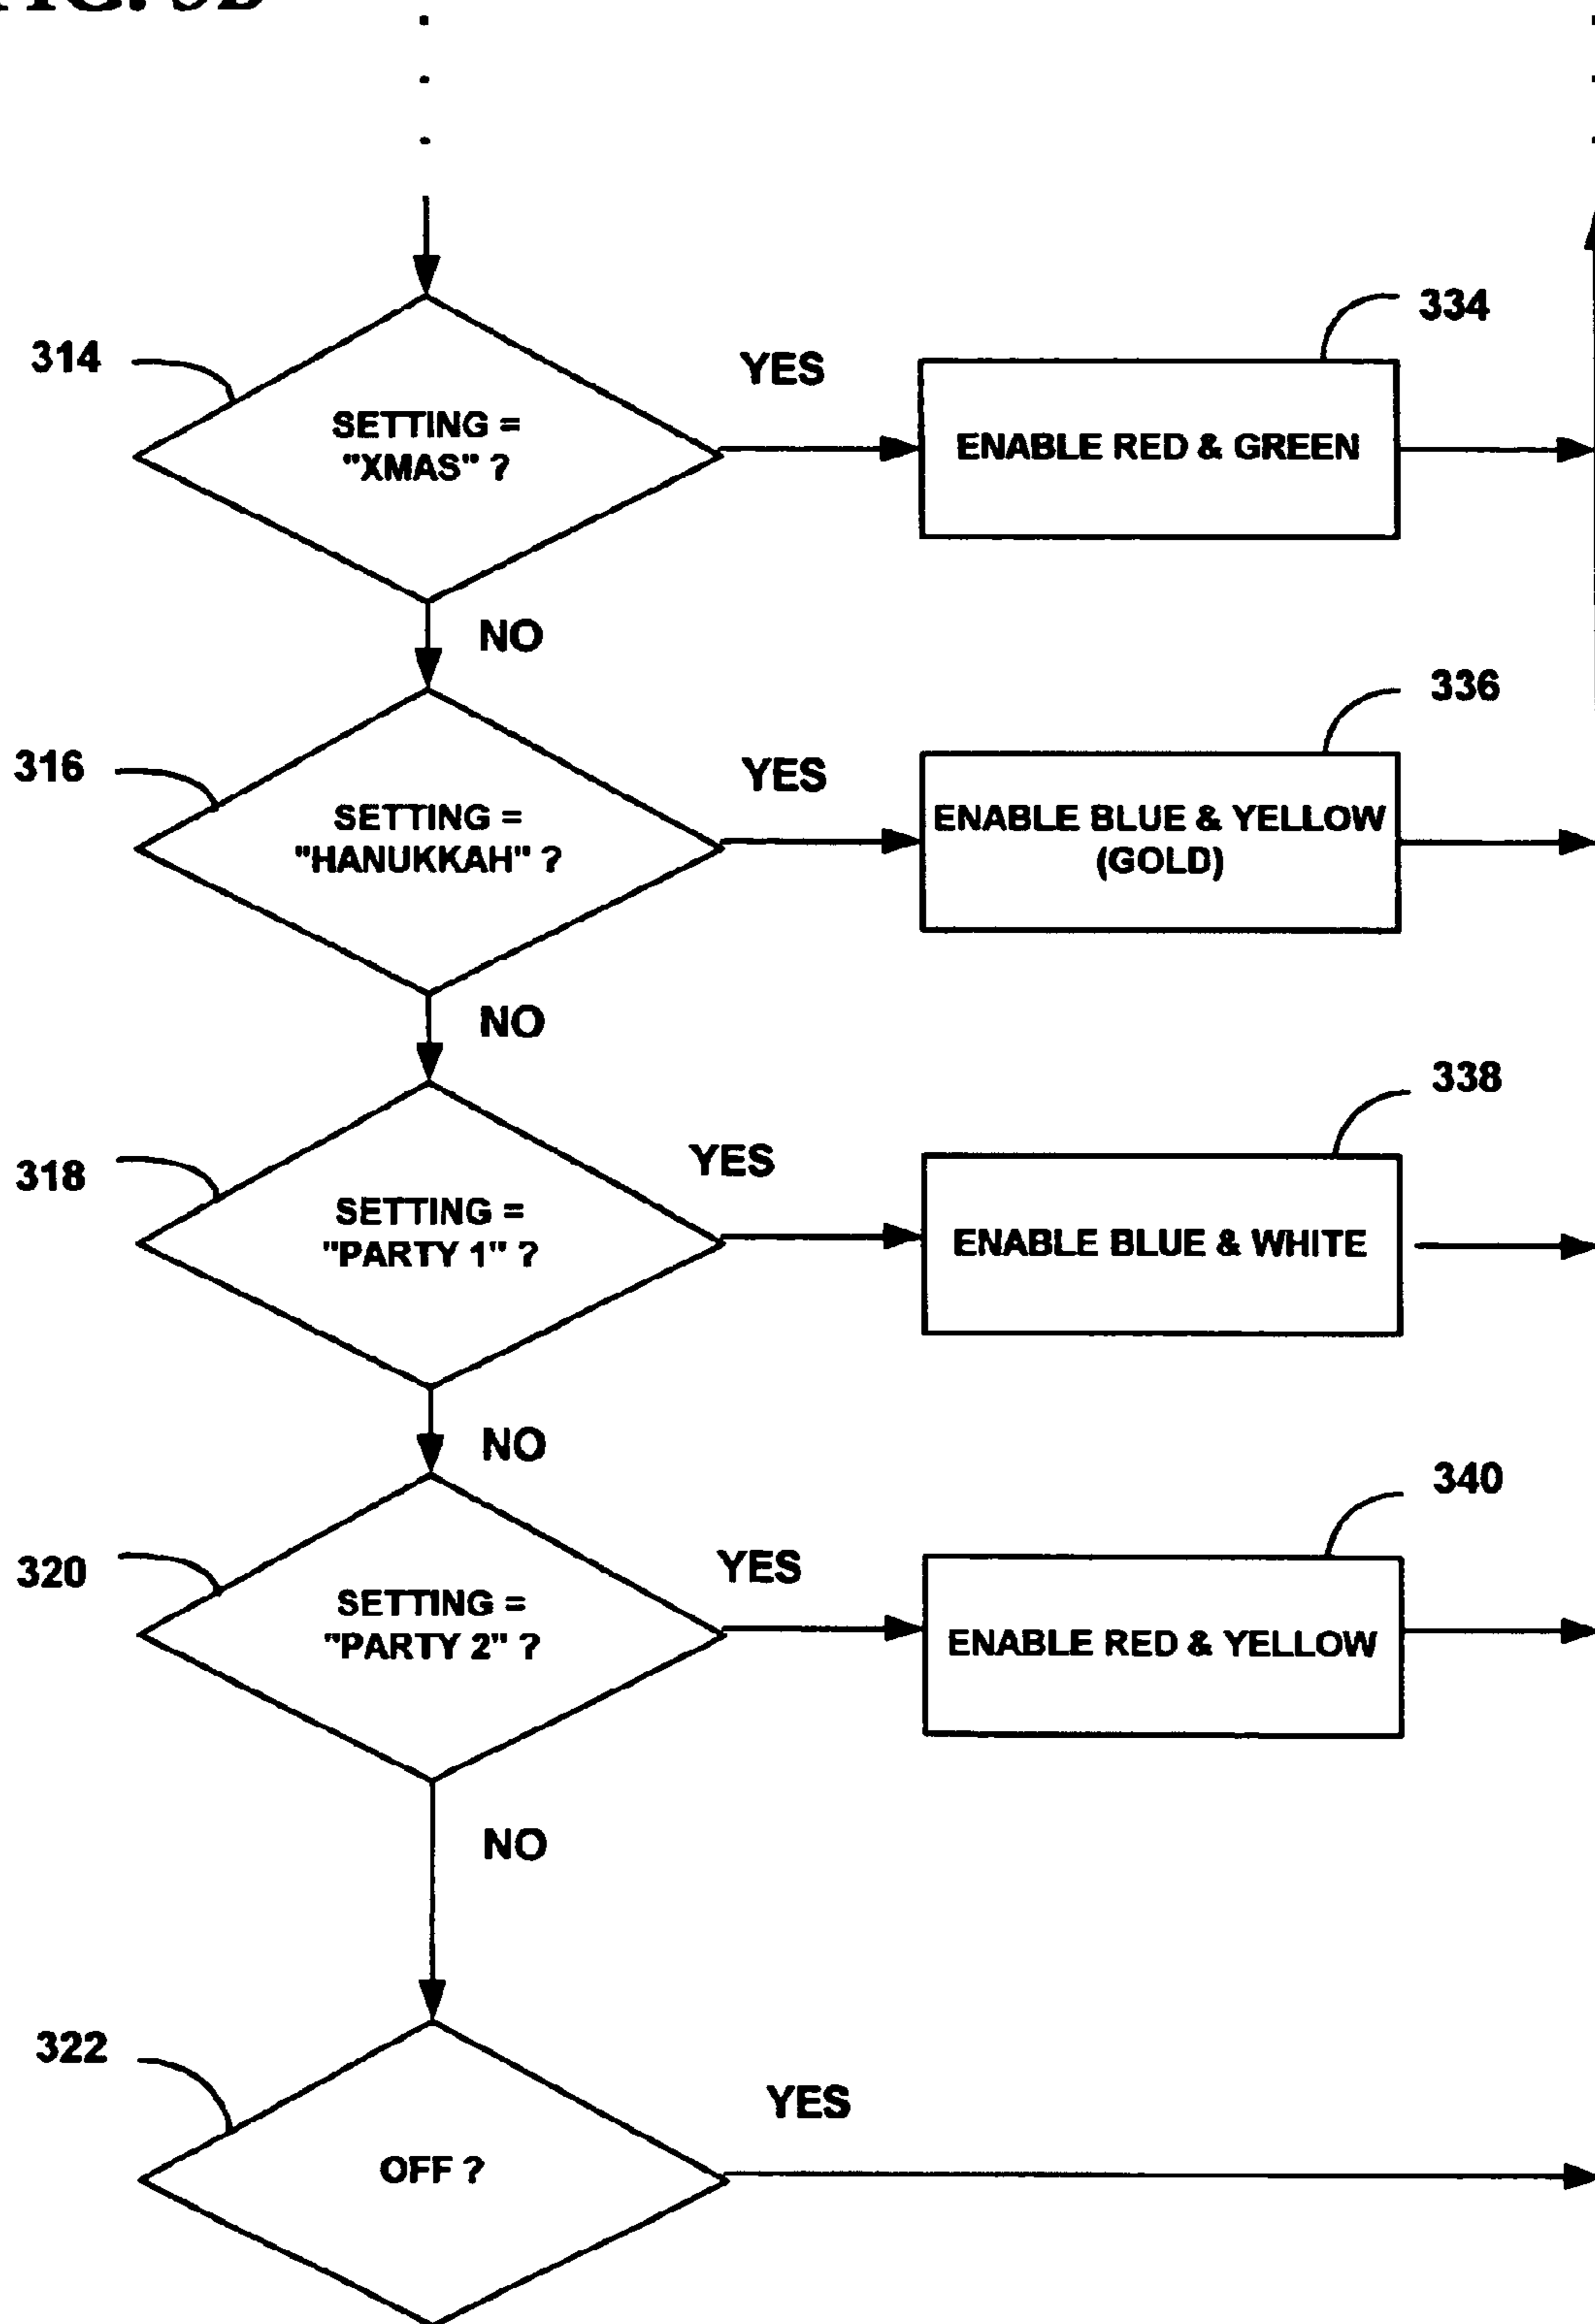 314
SETTING =
"XMAS" ?
YES
334
ENABLE RED & GREEN
NO
316
SETTING =
"HANUKKAH" ?
YES
336
ENABLE BLUE & YELLOW
(GOLD)
NO
318
SETTING =
"PARTY 1" ?
YES
338
ENABLE BLUE & WHITE
NO
320
SETTING =
"PARTY 2" ?
YES
340
ENABLE RED & YELLOW
NO
322
OFF ?
YES